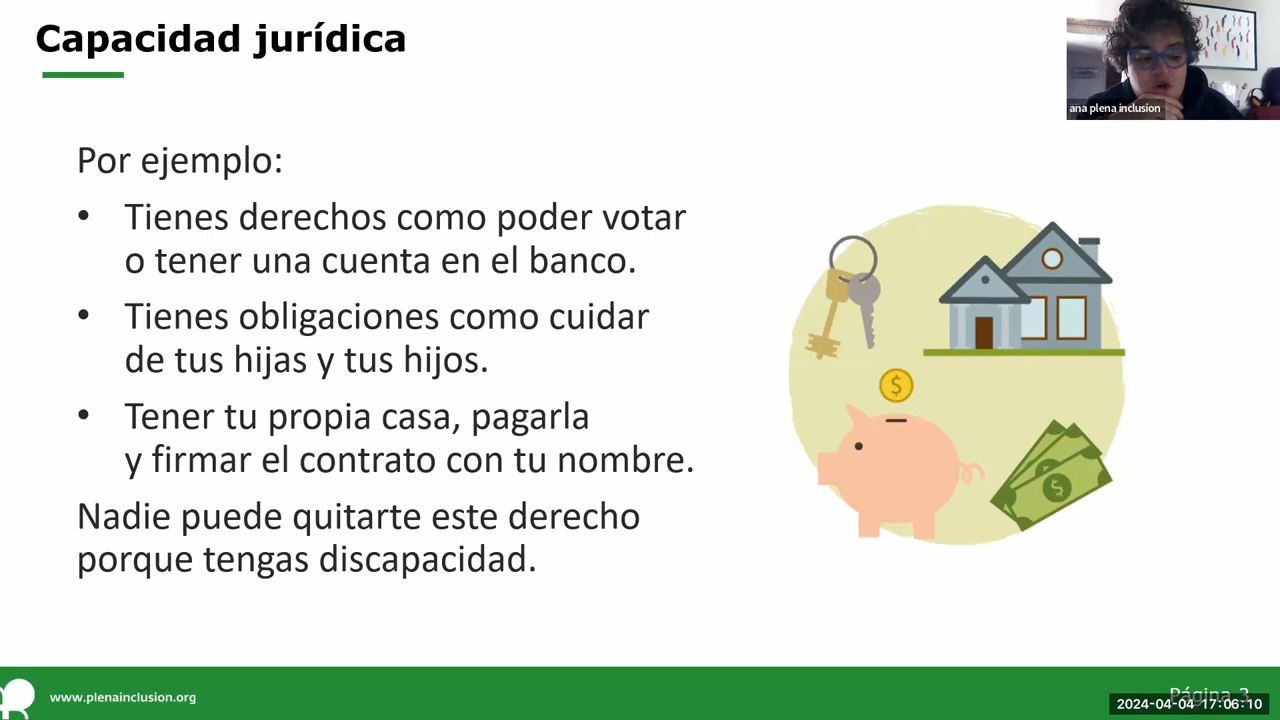 Capacidad jurídica
ana plena inclusion
Por ejemplo:
• Tienes derechos como poder votar
o tener una cuenta en el banco.
• Tienes obligaciones como cuidar
de tus hijas y tus hijos.
• Tener tu propia casa, pagarla
y firmar el contrato con tu nombre.
Nadie puede quitarte este derecho
porque tengas discapacidad.
$
$
www.plenainclusion.org
Página 3
2024-04-04 17:06:10